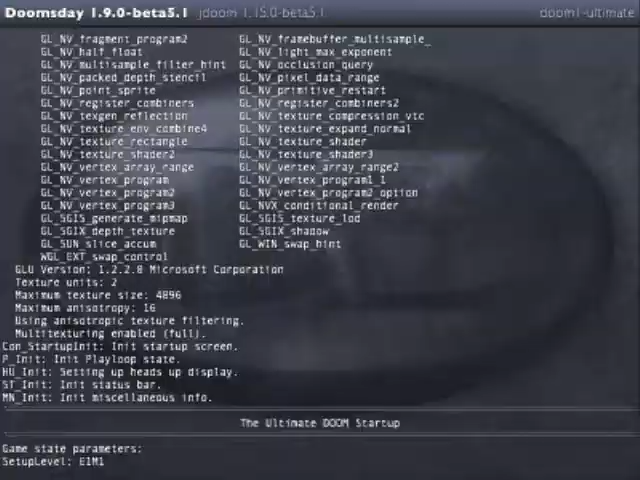 Doomsday 1.9.0-beta5.1 jdoom 1.15.0-beta5.1 doom1-ultimate
GL_NV_fragment_program2 GL_NV_framebuffer_multisample_
GL_NV_half_float GL_NV_light_max_exponent
GL_NV_multisample_filter_hint GL_NV_occlusion_query
GL_NV_packed_depth_stencil GL_NV_pixel_data_range
GL_NV_point_sprite GL_NV_primitive_restart
GL_NV_register_combiners GL_NV_register_combiners2
GL_NV_texgen_reflection GL_NV_texture_compression_vtc
GL_NV_texture_env_combine4 GL_NV_texture_expand_normal
GL_NV_texture_rectangle GL_NV_texture_shader
GL_NV_texture_shader2 GL_NV_texture_shader3
GL_NV_vertex_array_range GL_NV_vertex_array_range2
GL_NV_vertex_program GL_NV_vertex_program1_1
GL_NV_vertex_program2 GL_NV_vertex_program2_option
GL_NV_vertex_program3 GL_NVX_conditional_render
GL_SGIS_generate_mipmap GL_SGIS_texture_lod
GL_SGIX_depth_texture GL_SGIX_shadow
GL_SUN_slice_accum GL_WIN_swap_hint
WGL_EXT_swap_control
GLU Version: 1.2.2.0 Microsoft Corporation
Texture units: 2
Maximum texture size: 4096
Maximum anisotropy: 16
Using anisotropic texture filtering.
Multitexturing enabled (full).
Con_StartupInit: Init startup screen.
P_Init: Init Playloop state.
HU_Init: Setting up heads up display.
ST_Init: Init status bar.
MN_Init: Init miscellaneous info.
The Ultimate DOOM Startup
Game state parameters:
SetupLevel: E1M1